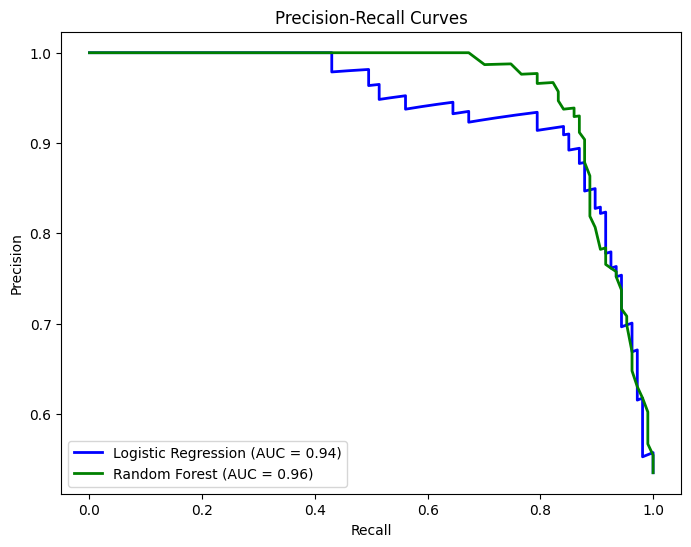 Precision-Recall Curves
Precision
1.0
0.9
0.8
0.7
0.6
Logistic Regression (AUC = 0.94)
Random Forest (AUC = 0.96)
0.0 0.2 0.4 0.6 0.8 1.0
Recall